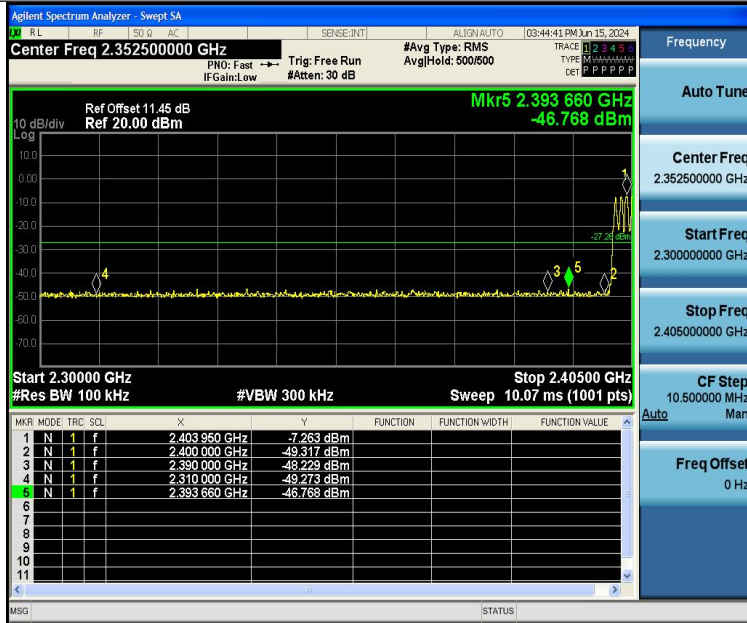 Agilent Spectrum Analyzer - Swept SA
LXI RL RF 50 Ω AC SENSE:INT ALIGN AUTO 03:44:41 PM Jun 15, 2024
Center Freq 2.352500000 GHz
PNO: Fast
IFGain:Low
Trig: Free Run
#Atten: 30 dB
#Avg Type: RMS
Avg|Hold: 500/500
TRACE 1 2 3 4 5 6
TYPE M
DET P P P P P P
Ref Offset 11.45 dB
Ref 20.00 dBm
10 dB/div
Log
Mkr5 2.393 660 GHz
-46.768 dBm
10.0
0.00
-10.0
-20.0
-30.0
-40.0
-50.0
-60.0
-70.0
-27.26 dBm
1
4
3
5
2
Start 2.30000 GHz
Stop 2.40500 GHz
#Res BW 100 kHz
#VBW 300 kHz
Sweep 10.07 ms (1001 pts)
MKR MODE TRC SCL X Y FUNCTION FUNCTION WIDTH FUNCTION VALUE
1 N 1 f 2.403 950 GHz -7.263 dBm
2 N 1 f 2.400 000 GHz -49.317 dBm
3 N 1 f 2.390 000 GHz -48.229 dBm
4 N 1 f 2.310 000 GHz -49.273 dBm
5 N 1 f 2.393 660 GHz -46.768 dBm
6
7
8
9
10
11
MSG
STATUS
Frequency
Auto Tune
Center Freq
2.352500000 GHz
Start Freq
2.300000000 GHz
Stop Freq
2.405000000 GHz
CF Step
10.500000 MHz
Auto Man
Freq Offset
0 Hz